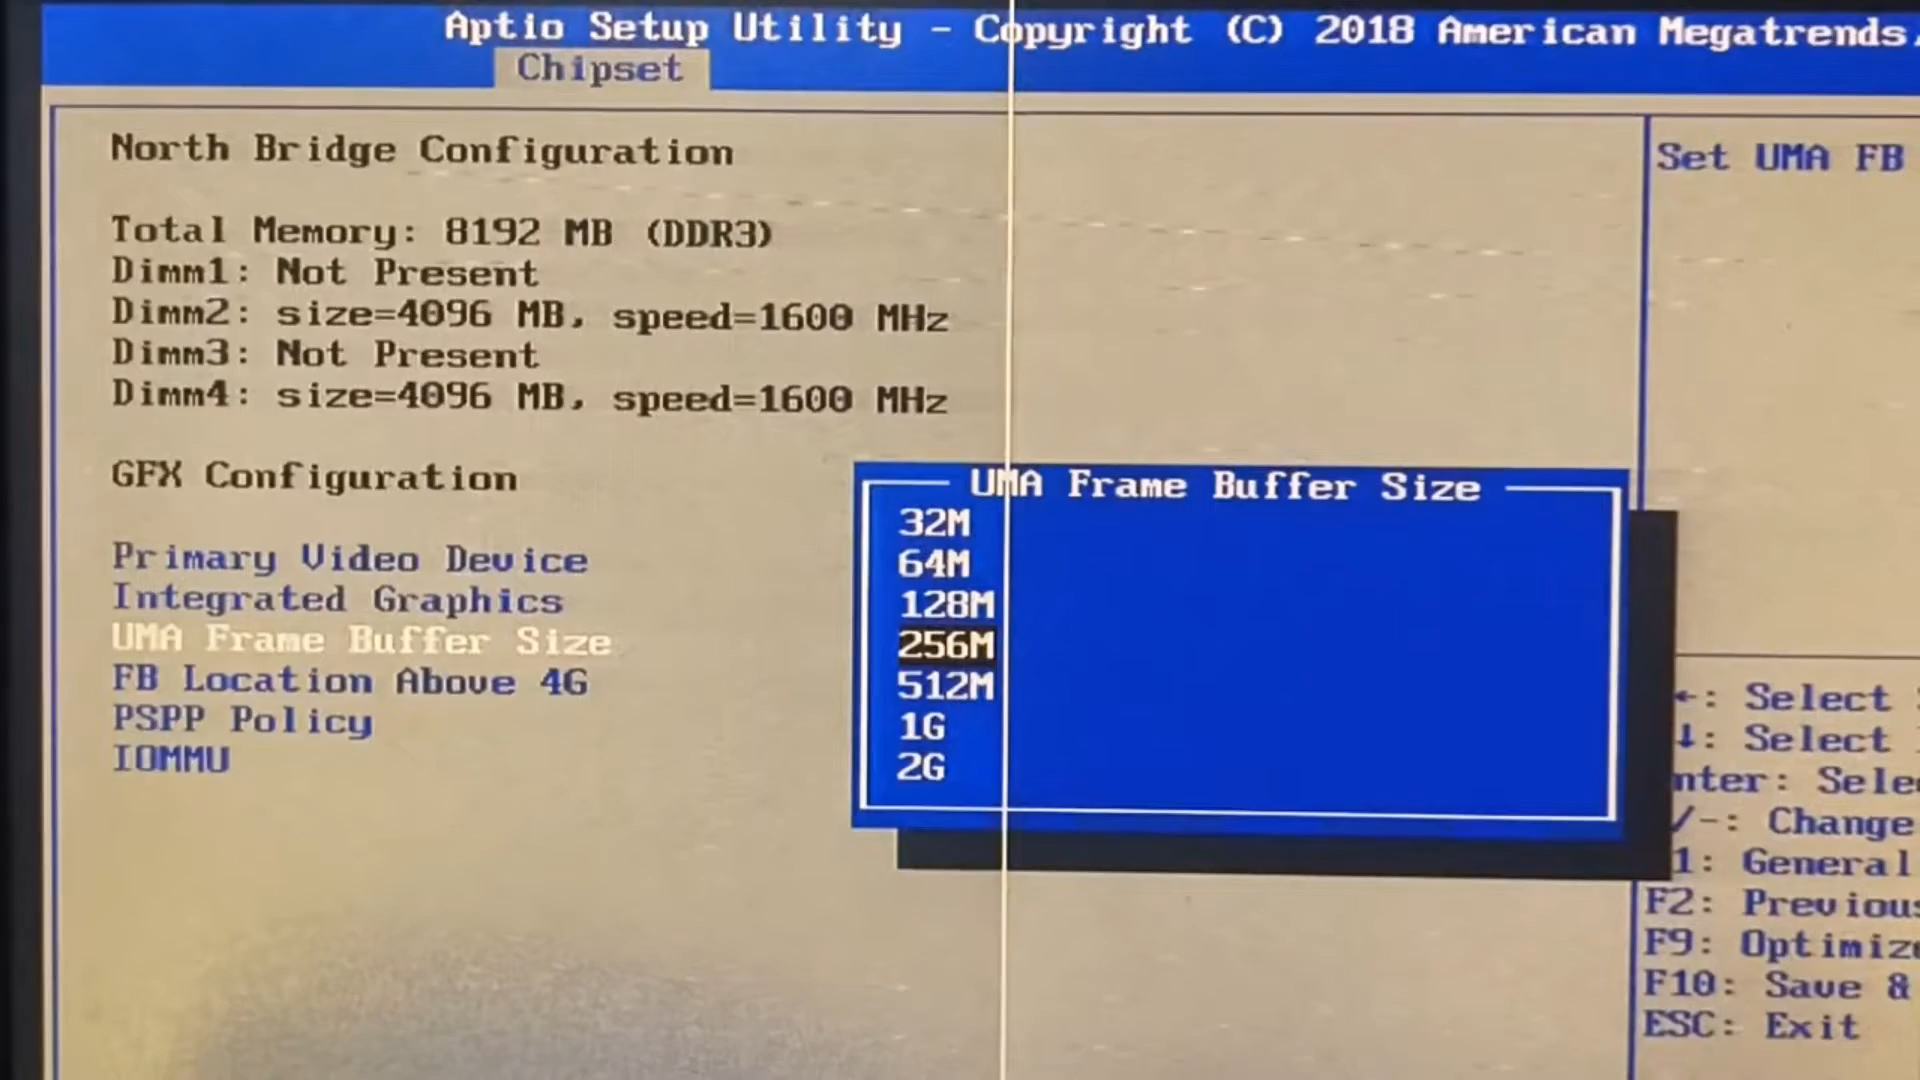 Aptio Setup Utility - Copyright (C) 2018 American Megatrends,
Chipset
North Bridge Configuration
Total Memory: 8192 MB (DDR3)
Dimm1: Not Present
Dimm2: size=4096 MB, speed=1600 MHz
Dimm3: Not Present
Dimm4: size=4096 MB, speed=1600 MHz
GFX Configuration
Primary Video Device
Integrated Graphics
UMA Frame Buffer Size
FB Location Above 4G
PSPP Policy
IOMMU
UMA Frame Buffer Size
32M
64M
128M
256M
512M
1G
2G
Set UMA FB
←: Select
↓: Select
nter: Sele
/-: Change
1: General
F2: Previous
F9: Optimize
F10: Save &
ESC: Exit